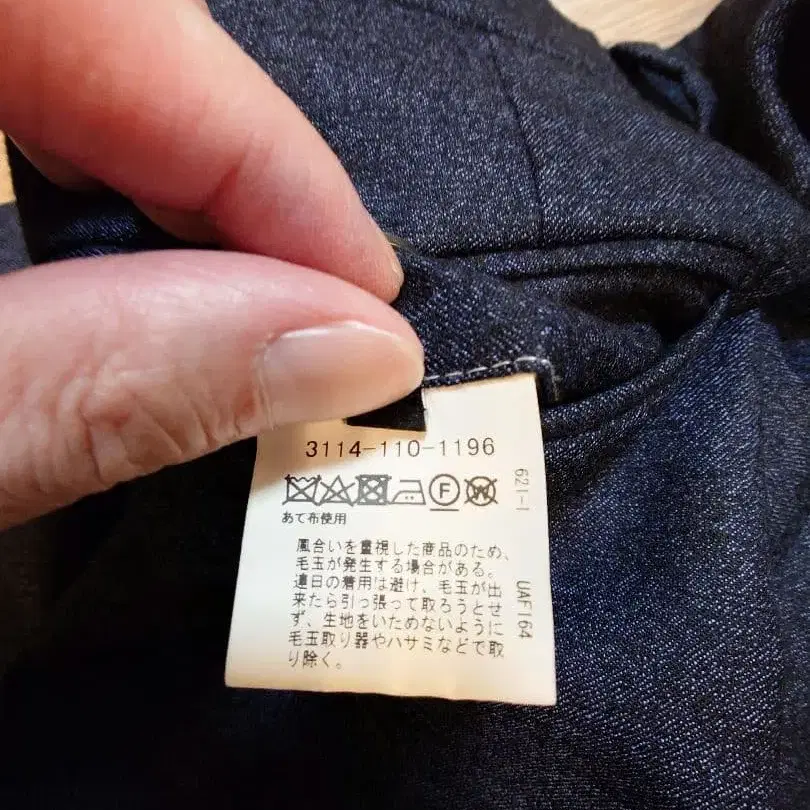 3114-110-1196
F W
あて布使用
風合いを重視した商品のため、
毛玉が発生する場合がある。
連日の着用は避け、毛玉が出
来たら引っ張って取ろうとせ
ず、生地をいためないように
毛玉取り器やハサミなどで取
り除く。
621-1
UAF164